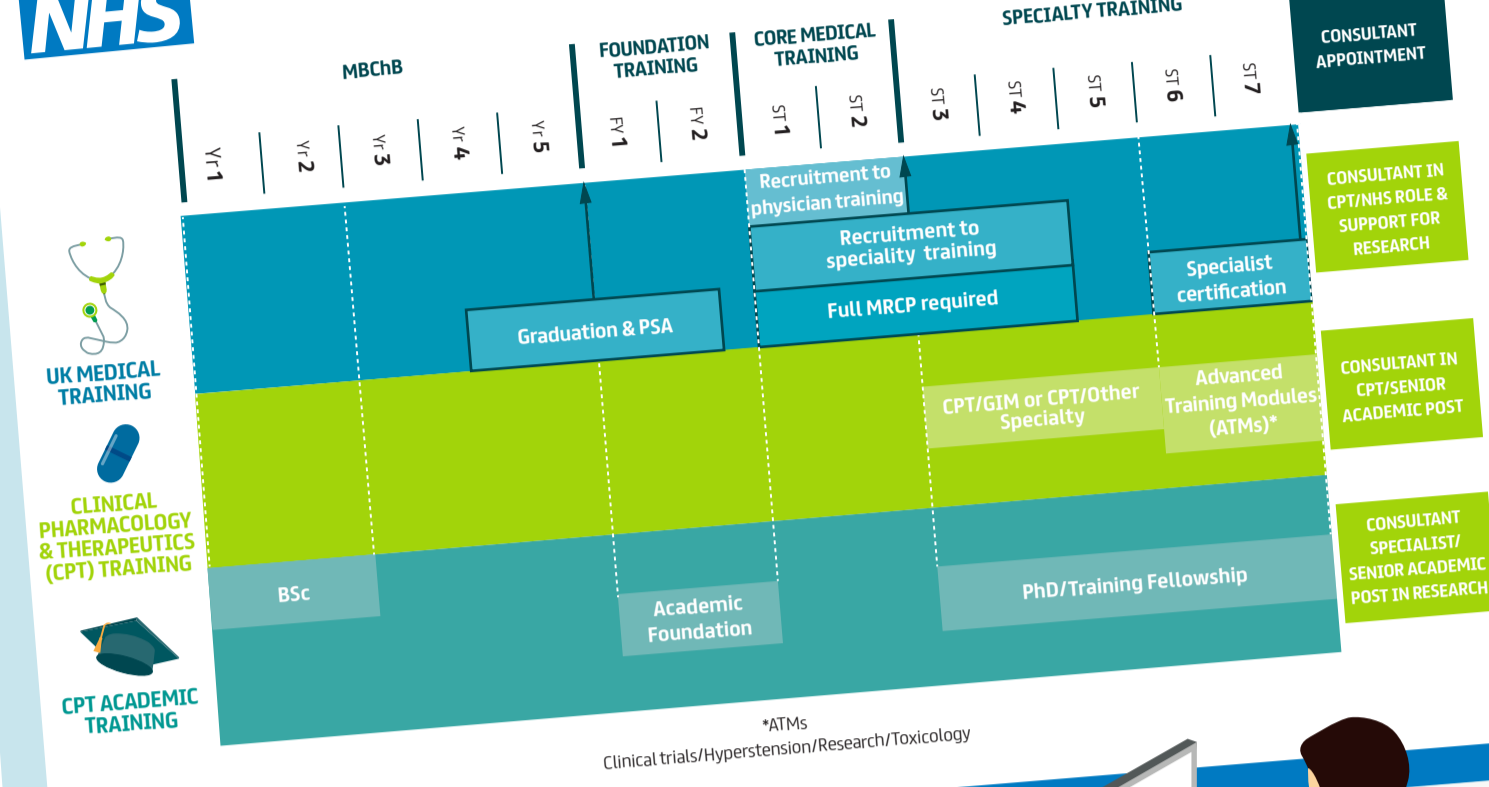 NHS
MBChB
FOUNDATION
TRAINING
CORE MEDICAL
TRAINING
SPECIALTY TRAINING
CONSULTANT
APPOINTMENT
Yr 1
Yr 2
Yr 3
Yr 4
Yr 5
FY 1
FY 2
ST 1
ST 2
ST 3
ST 4
ST 5
ST 6
ST 7
UK MEDICAL
TRAINING
Graduation & PSA
Recruitment to
physician training
Recruitment to
speciality training
Full MRCP required
Specialist
certification
CONSULTANT IN
CPT/NHS ROLE &
SUPPORT FOR
RESEARCH
CLINICAL
PHARMACOLOGY
& THERAPEUTICS
(CPT) TRAINING
CPT/GIM or CPT/Other
Specialty
Advanced
Training Modules
(ATMs)*
CONSULTANT IN
CPT/SENIOR
ACADEMIC POST
CPT ACADEMIC
TRAINING
BSc
Academic
Foundation
PhD/Training Fellowship
CONSULTANT
SPECIALIST/
SENIOR ACADEMIC
POST IN RESEARCH
*ATMs
Clinical trials/Hyperstension/Research/Toxicology